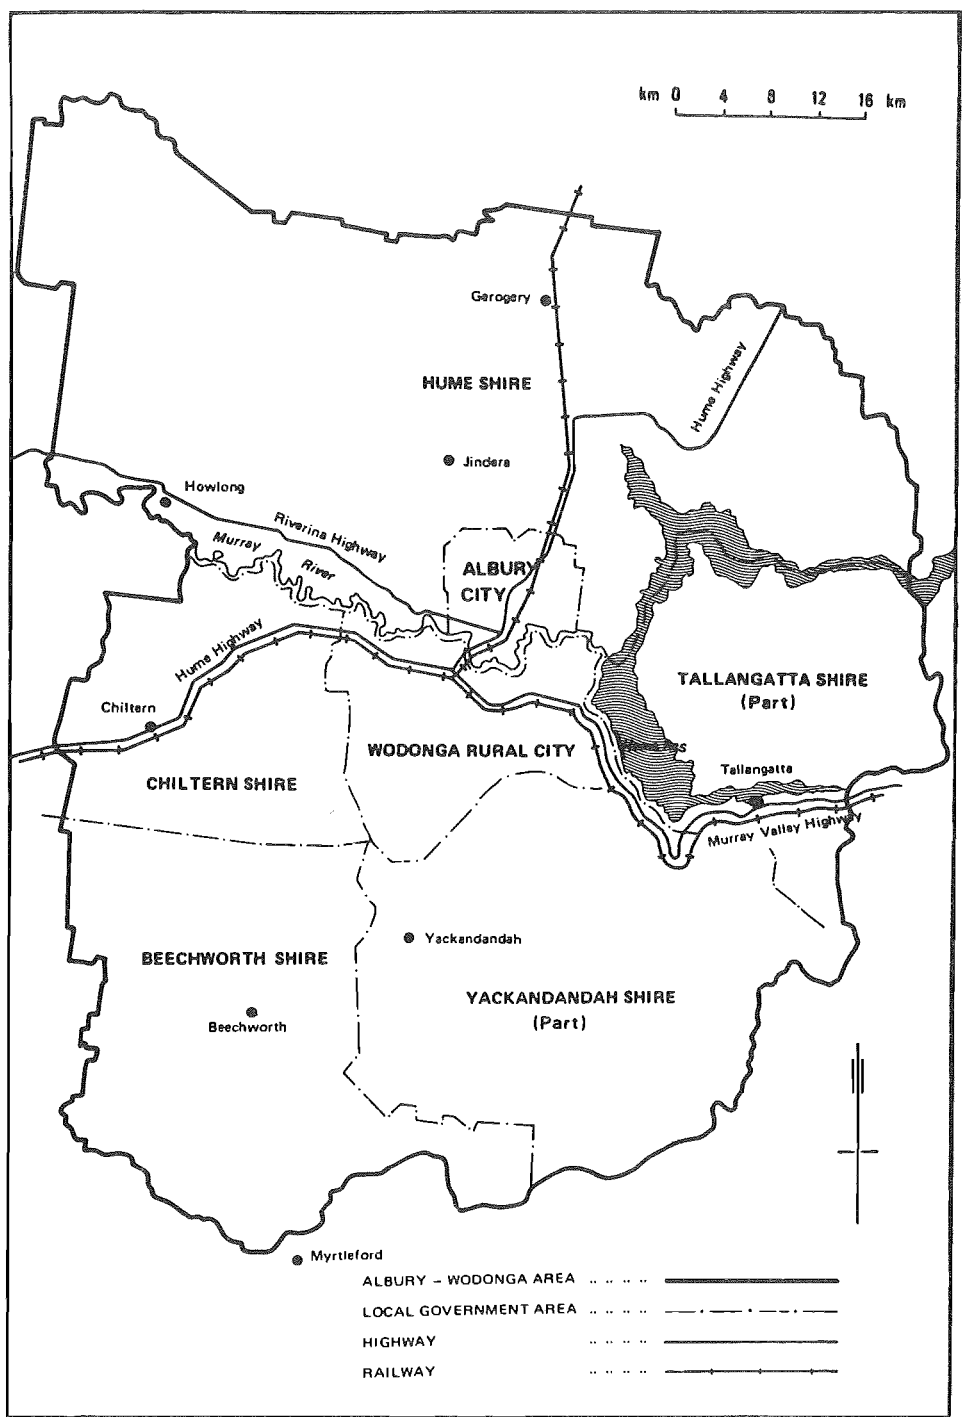 km 0 4 8 12 16 km
Gerogery
Hume Highway
HUME SHIRE
Jindera
Howlong
Riverina Highway
Murray
River
ALBURY
CITY
Hume Highway
TALLANGATTA SHIRE
(Part)
Chiltern
WODONGA RURAL CITY
Tallangatta
CHILTERN SHIRE
Murray Valley Highway
Yackandandah
BEECHWORTH SHIRE
YACKANDANDAH SHIRE
(Part)
Beechworth
Myrtleford
ALBURY - WODONGA AREA
LOCAL GOVERNMENT AREA
HIGHWAY
RAILWAY